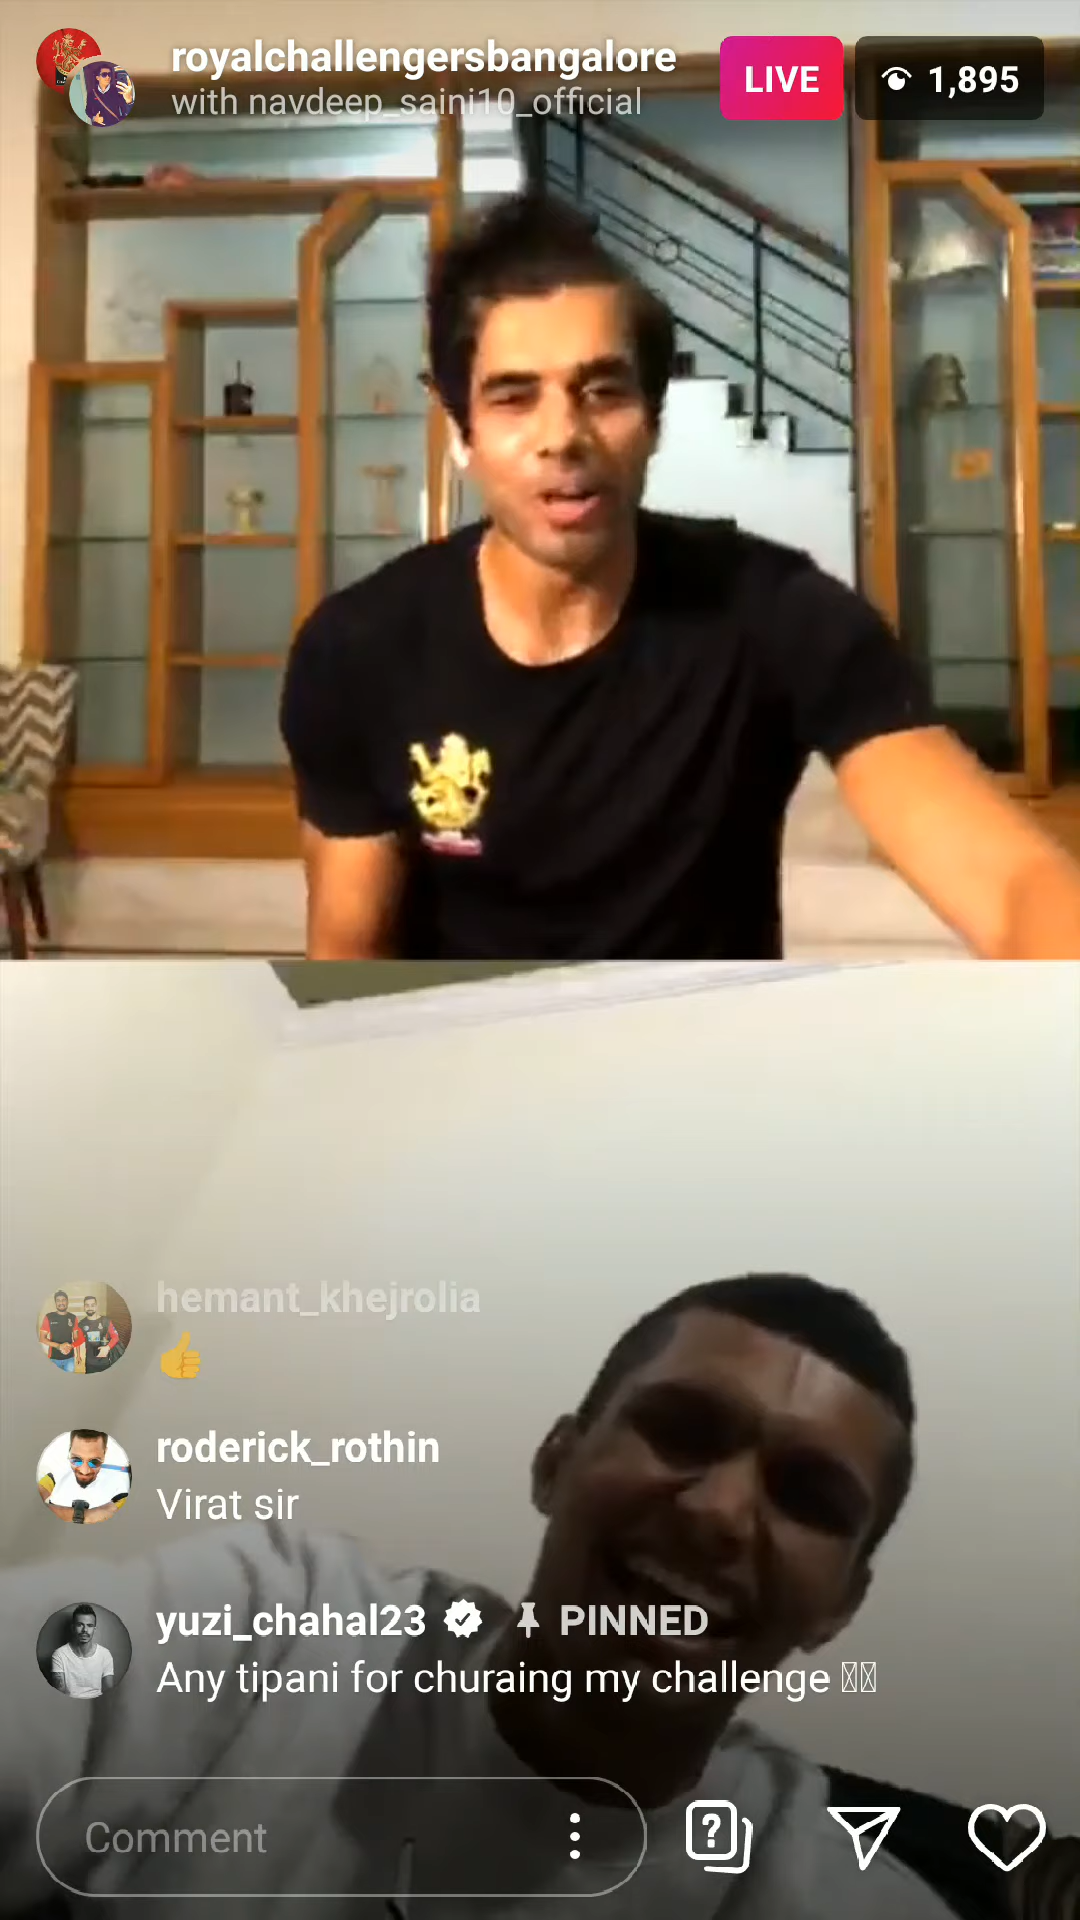 royalchallengersbangalore
with navdeep_saini10_official
LIVE
1,895
hemant_khejrolia
👍
roderick_rothin
Virat sir
yuzi_chahal23 PINNED
Any tipani for churaing my challenge
Comment